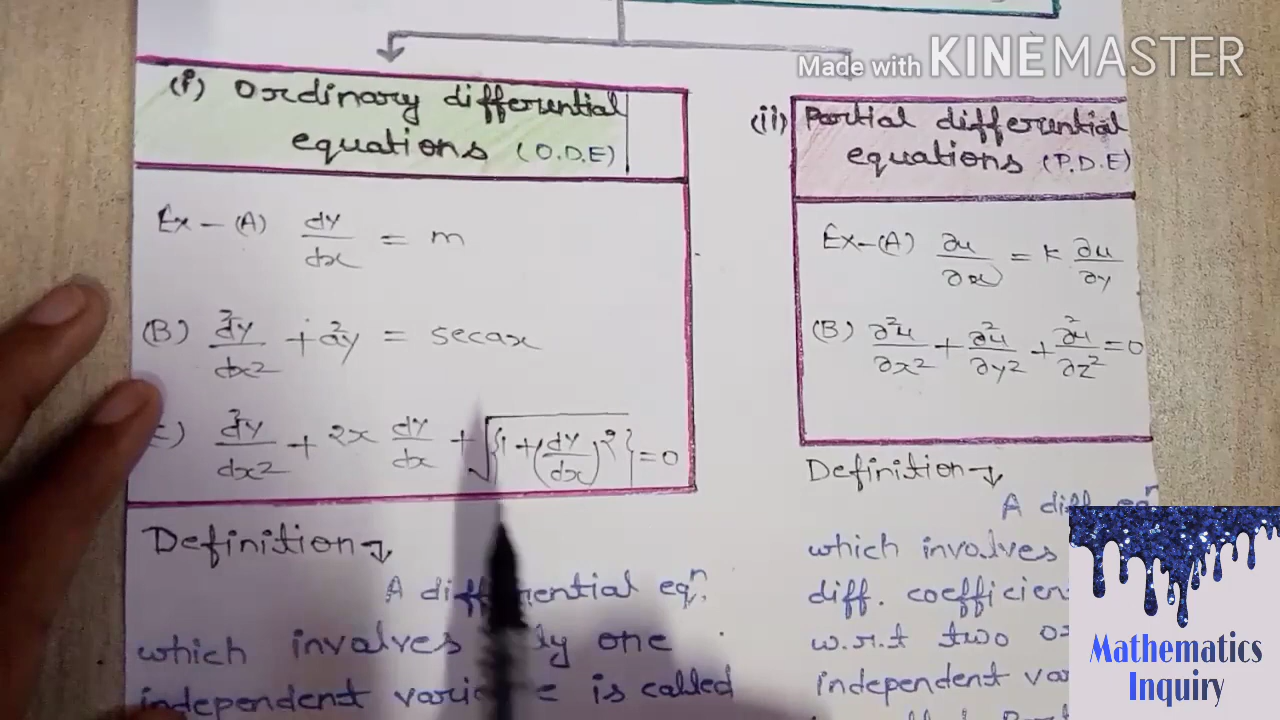 Made with KINEMASTER
(i) Ordinary differential
equations (O.D.E)
Ex-(A) dy/dx = m
(B) d²y/dx2 + a²y = secax
) d²y/dx2 + 2x dy/dx + √{1+(dy/dx)²} = 0
Definition
A differential eqⁿ.
which involves one
independent is called
(ii) Partial differential
equations (P.D.E)
Ex-(A) ∂u/∂x = k ∂u/∂y
(B) ∂²u/∂x² + ∂²u/∂y2 + ∂²u/∂z² = 0
Definition
A diff eqⁿ
which involves
diff. coefficien
w.r.t two
independent va
Mathematics
Inquiry